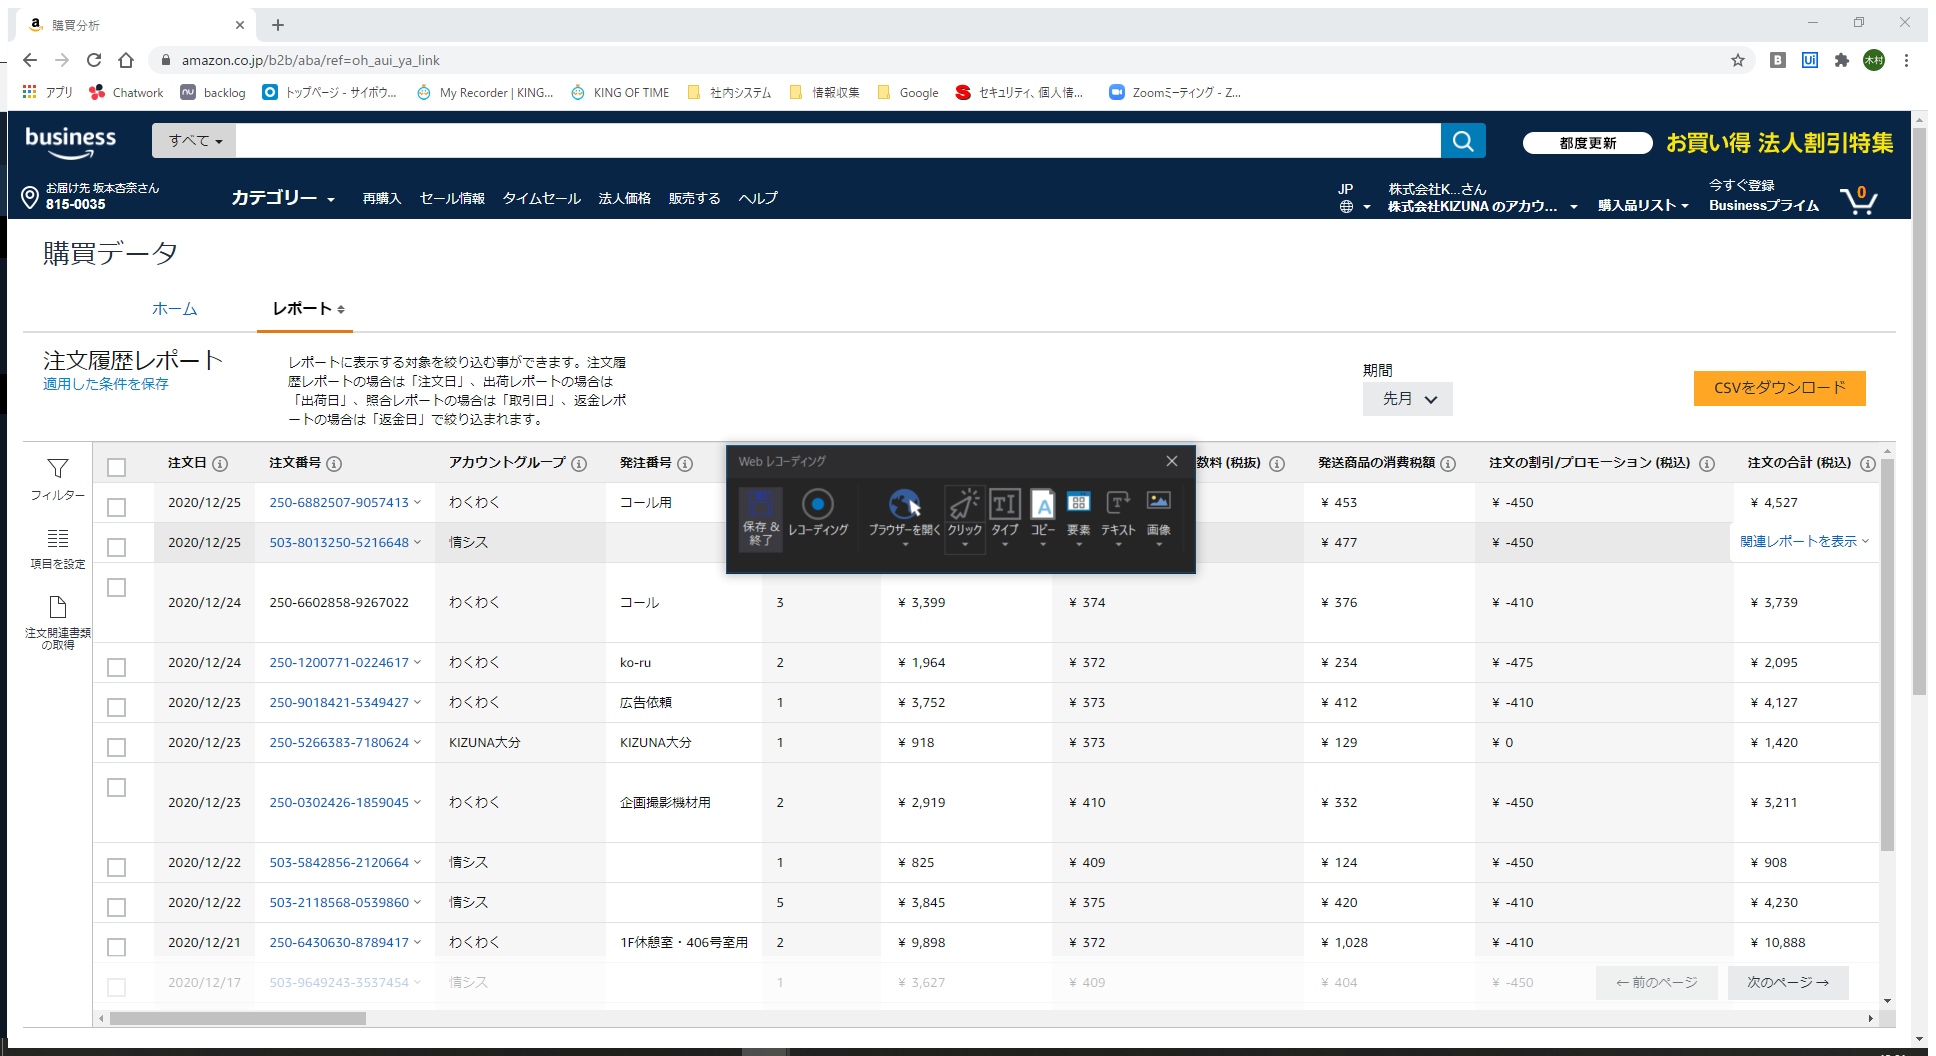 購買分析
amazon.co.jp/b2b/aba/ref=oh_aui_ya_link
アプリ Chatwork backlog トップページ - サイボウ... My Recorder | KING... KING OF TIME 社内システム 情報収集 Google セキュリティ、個人情... Zoomミーティング - Z...
business すべて 都度更新 お買い得 法人割引特集
お届け先 坂本杏奈さん
815-0035
カテゴリー 再購入 セール情報 タイムセール 法人価格 販売する ヘルプ
JP 株式会社K...さん 今すぐ登録 0
株式会社KIZUNA のアカウ... 購入品リスト Businessプライム
購買データ
ホーム レポート
注文履歴レポート
適用した条件を保存
レポートに表示する対象を絞り込む事ができます。注文履
歴レポートの場合は「注文日」、出荷レポートの場合は
「出荷日」、照合レポートの場合は「取引日」、返金レポ
ートの場合は「返金日」で絞り込まれます。
期間
先月
CSVをダウンロード
フィルター
項目を設定
注文関連書類
の取得
注文日 注文番号 アカウントグループ 発注番号 数料 (税抜) 発送商品の消費税額 注文の割引/プロモーション (税込) 注文の合計 (税込)
Web レコーディング
保存 &
終了
レコーディング ブラウザーを開く クリック タイプ コピー 要素 テキスト 画像
2020/12/25 250-6882507-9057413 わくわく コール用 ¥ 453 ¥ -450 ¥ 4,527
2020/12/25 503-8013250-5216648 情シス ¥ 477 ¥ -450 関連レポートを表示
2020/12/24 250-6602858-9267022 わくわく コール 3 ¥ 3,399 ¥ 374 ¥ 376 ¥ -410 ¥ 3,739
2020/12/24 250-1200771-0224617 わくわく ko-ru 2 ¥ 1,964 ¥ 372 ¥ 234 ¥ -475 ¥ 2,095
2020/12/23 250-9018421-5349427 わくわく 広告依頼 1 ¥ 3,752 ¥ 373 ¥ 412 ¥ -410 ¥ 4,127
2020/12/23 250-5266383-7180624 KIZUNA大分 KIZUNA大分 1 ¥ 918 ¥ 373 ¥ 129 ¥ 0 ¥ 1,420
2020/12/23 250-0302426-1859045 わくわく 企画撮影機材用 2 ¥ 2,919 ¥ 410 ¥ 332 ¥ -450 ¥ 3,211
2020/12/22 503-5842856-2120664 情シス 1 ¥ 825 ¥ 409 ¥ 124 ¥ -450 ¥ 908
2020/12/22 503-2118568-0539860 情シス 5 ¥ 3,845 ¥ 375 ¥ 420 ¥ -410 ¥ 4,230
2020/12/21 250-6430630-8789417 わくわく 1F休憩室・406号室用 2 ¥ 9,898 ¥ 372 ¥ 1,028 ¥ -410 ¥ 10,888
2020/12/17 503-9649243-3537454 情シス 1 ¥ 3,627 ¥ 409 ¥ 404 ¥ -450
←前のページ 次のページ→